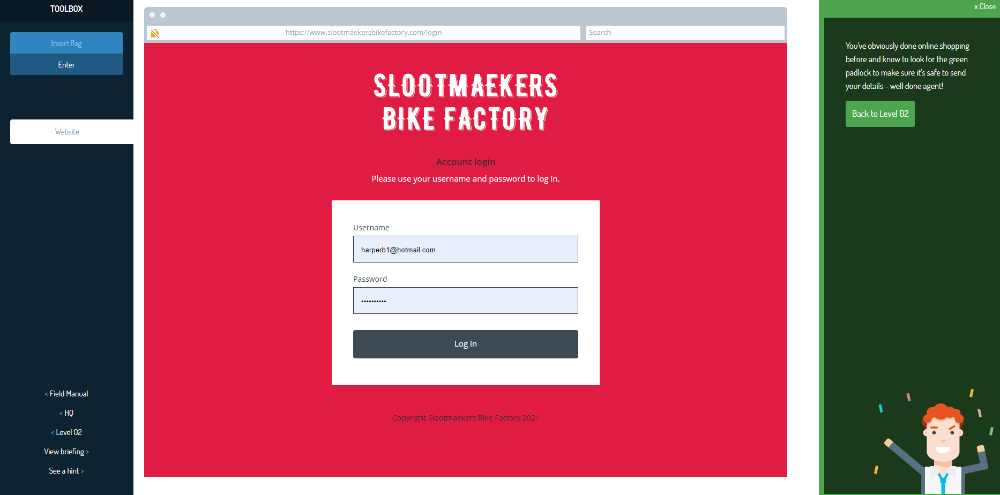 TOOLBOX
Insert flag
Enter
Website
< Field Manual
< HQ
< Level 02
View briefing >
See a hint >
https://www.slootmaekersbikefactory.com/login
Search
SLOOTMAEKERS
BIKE FACTORY
Account login
Please use your username and password to log in.
Username
harperb1@hotmail.com
Password
••••••••••
Log in
Copyright Slootmaekers Bike Factory 2021
x Close
You've obviously done online shopping
before and know to look for the green
padlock to make sure it's safe to send
your details - well done agent!
Back to Level 02